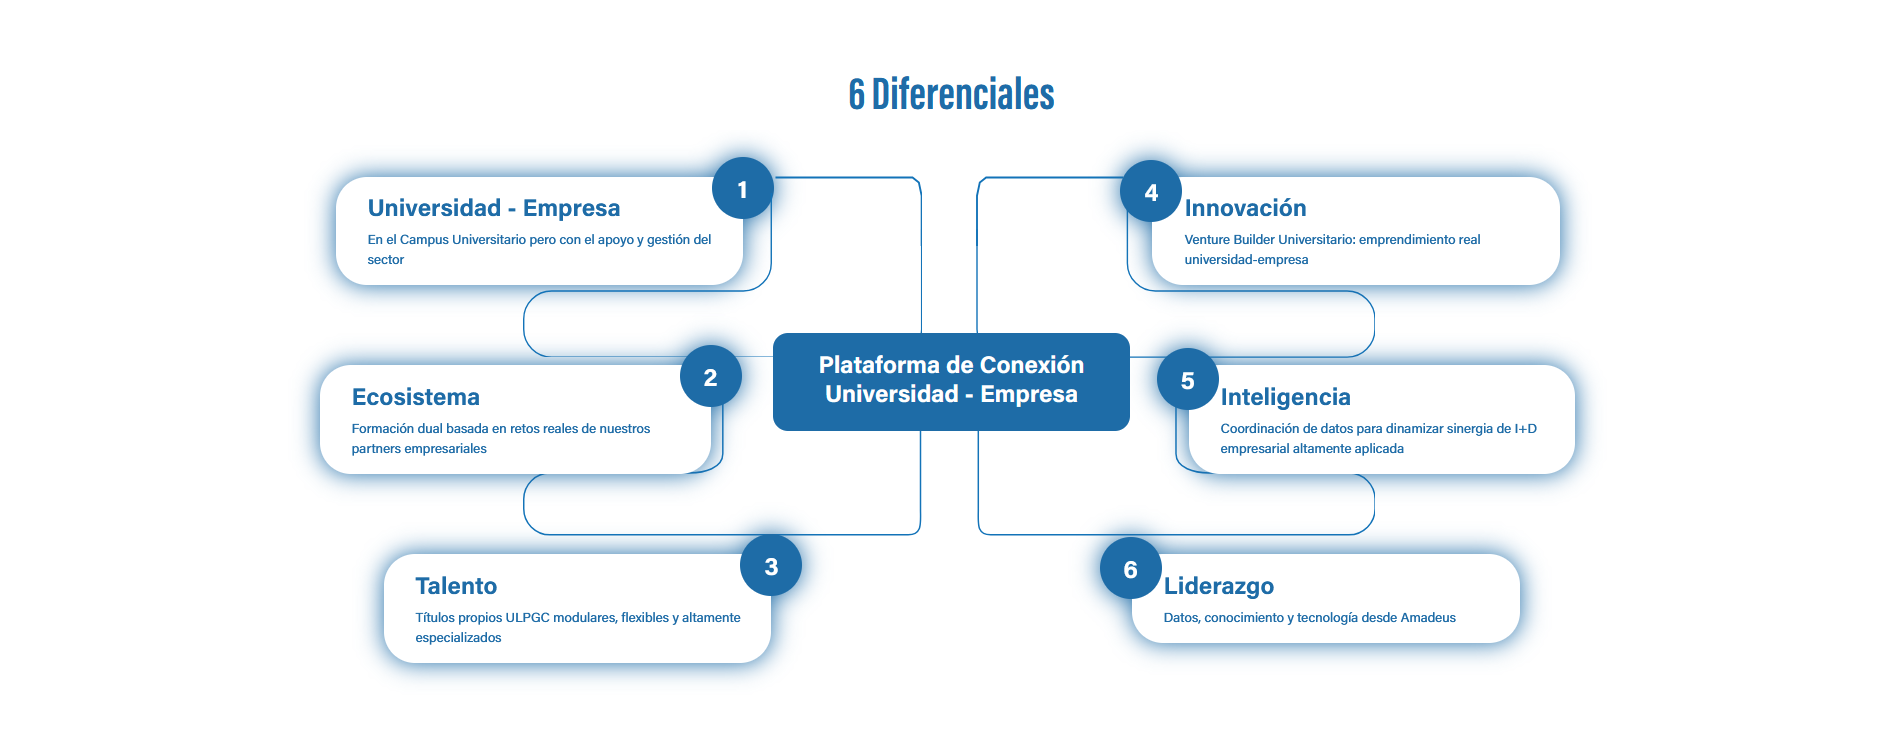 6 Diferenciales
1
Universidad - Empresa
En el Campus Universitario pero con el apoyo y gestión del
sector
2
Ecosistema
Formación dual basada en retos reales de nuestros
partners empresariales
3
Talento
Títulos propios ULPGC modulares, flexibles y altamente
especializados
Plataforma de Conexión
Universidad - Empresa
4
Innovación
Venture Builder Universitario: emprendimiento real
universidad-empresa
5
Inteligencia
Coordinación de datos para dinamizar sinergia de I+D
empresarial altamente aplicada
6
Liderazgo
Datos, conocimiento y tecnología desde Amadeus